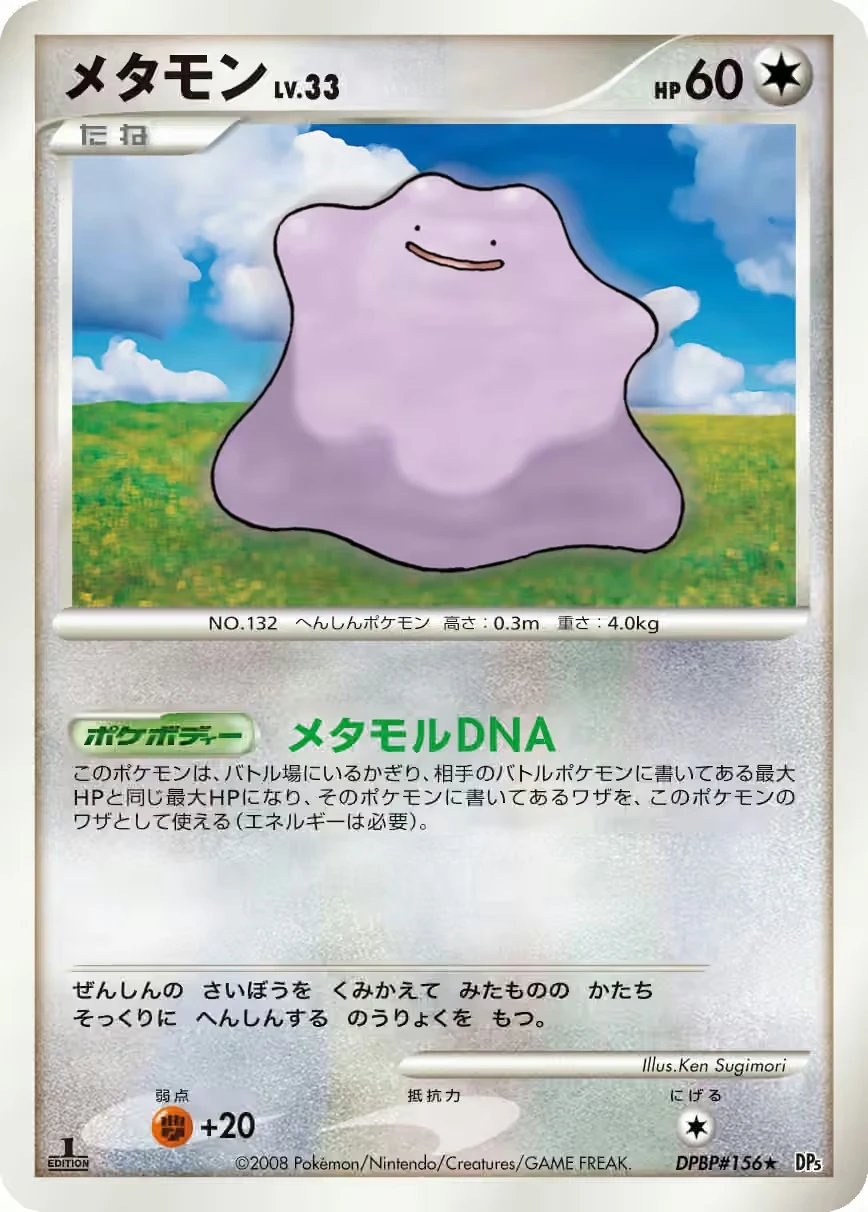 メタモン LV.33 HP60
たね
NO.132 へんしんポケモン 高さ:0.3m 重さ:4.0kg
ポケボディー メタモルDNA
このポケモンは、バトル場にいるかぎり、相手のバトルポケモンに書いてある最大
HPと同じ最大HPになり、そのポケモンに書いてあるワザを、このポケモンの
ワザとして使える(エネルギーは必要)。
ぜんしんの さいぼうを くみかえて みたものの かたち
そっくりに へんしんする のうりょくを もつ。
Illus.Ken Sugimori
弱点 抵抗力 にげる
+20
1 EDITION ©2008 Pokémon/Nintendo/Creatures/GAME FREAK. DPBP#156★ DP5